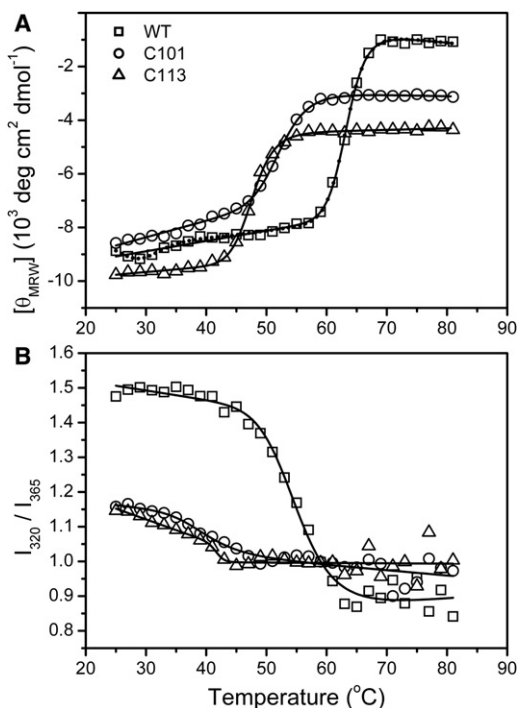 A
WT
C101
C113
-2
-4
-6
-8
-10
[θMRW] (10³ deg cm² dmol⁻¹)
20 30 40 50 60 70 80 90
B
1.6
1.5
1.4
1.3
1.2
1.1
1.0
0.9
0.8
I₃₂₀ / I₃₆₅
20 30 40 50 60 70 80 90
Temperature (°C)